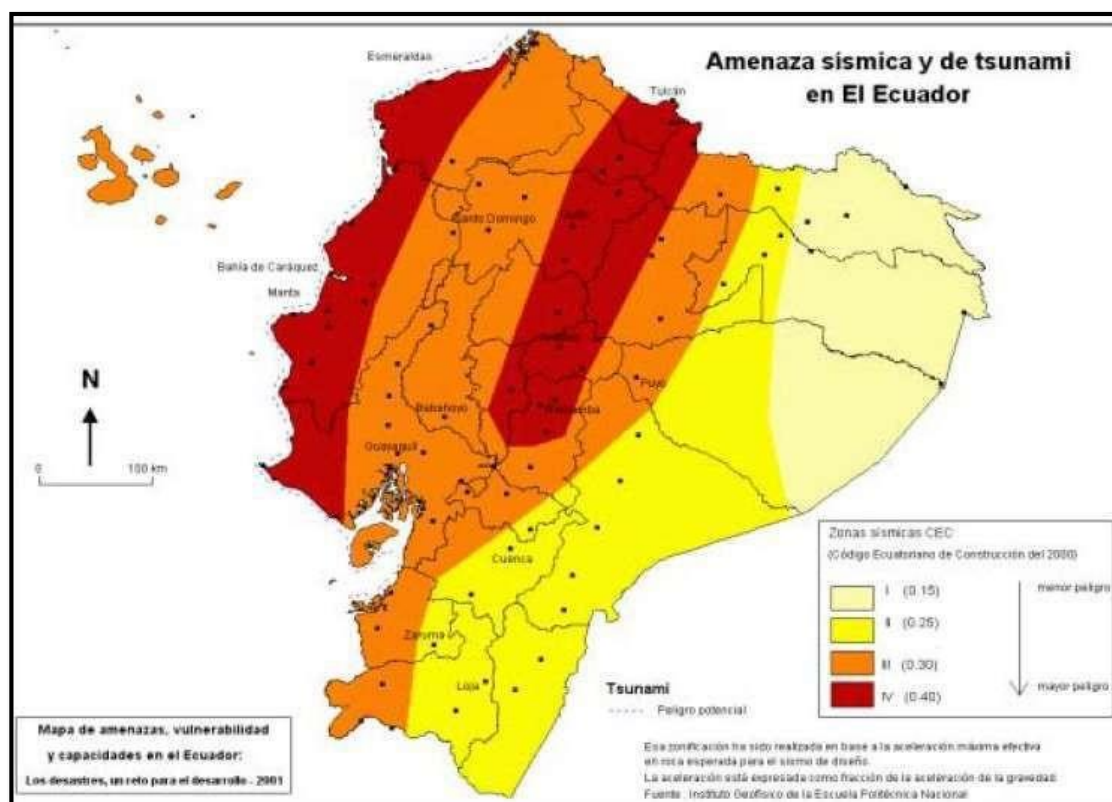 Amenaza sísmica y de tsunami
en El Ecuador
Esmeraldas
Tulcán
Santo Domingo
Quito
Bahía de Caráquez
Manta
Puyo
Babahoyo
Riobamba
Guayaquil
N
0 100 km
Cuenca
Zaruma
Loja
Zonas sísmicas CEC
(Código Ecuatoriano de Construcción del 2000)
I (0.15)
menor peligro
II (0.25)
III (0.30)
IV (0.40)
mayor peligro
Tsunami
Peligro potencial
Mapa de amenazas, vulnerabilidad
y capacidades en el Ecuador:
Los desastres, un reto para el desarrollo - 2001
Esa zonificación ha sido realizada en base a la aceleración máxima efectiva
en roca esperada para el sismo de diseño.
La aceleración está expresada como fracción de la aceleración de la gravedad.
Fuente : Instituto Geofísico de la Escuela Politécnica Nacional